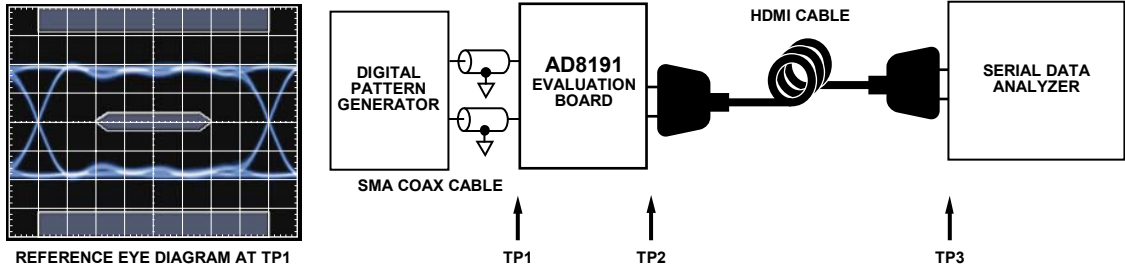 REFERENCE EYE DIAGRAM AT TP1
DIGITAL
PATTERN
GENERATOR
SMA COAX CABLE
AD8191
EVALUATION
BOARD
HDMI CABLE
SERIAL DATA
ANALYZER
TP1
TP2
TP3